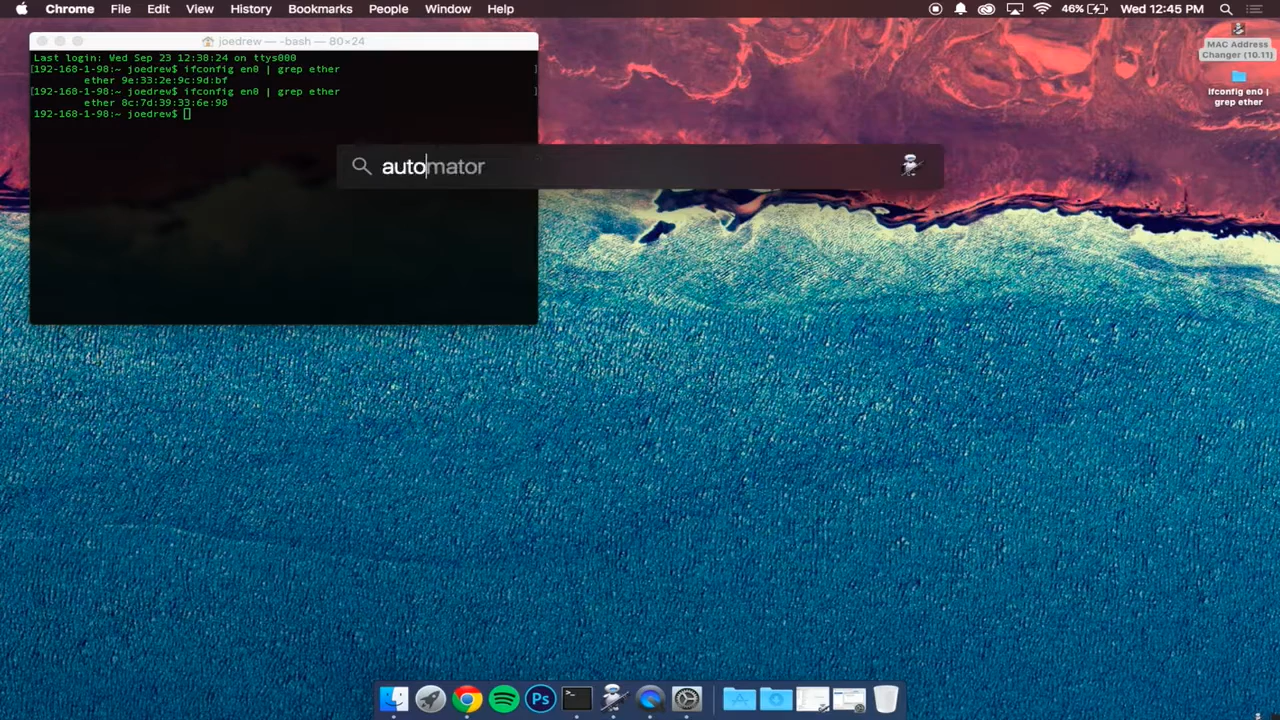 Chrome File Edit View History Bookmarks People Window Help 46% Wed 12:45 PM
joedrew — -bash — 80×24
Last login: Wed Sep 23 12:38:24 on ttys000
[192-168-1-98:~ joedrew$ ifconfig en0 | grep ether ]
ether 9e:33:2e:9c:9d:bf
[192-168-1-98:~ joedrew$ ifconfig en0 | grep ether ]
ether 8c:7d:39:33:6e:98
192-168-1-98:~ joedrew$
automator
MAC Address
Changer (10.11)
ifconfig en0 |
grep ether
Ps
>_